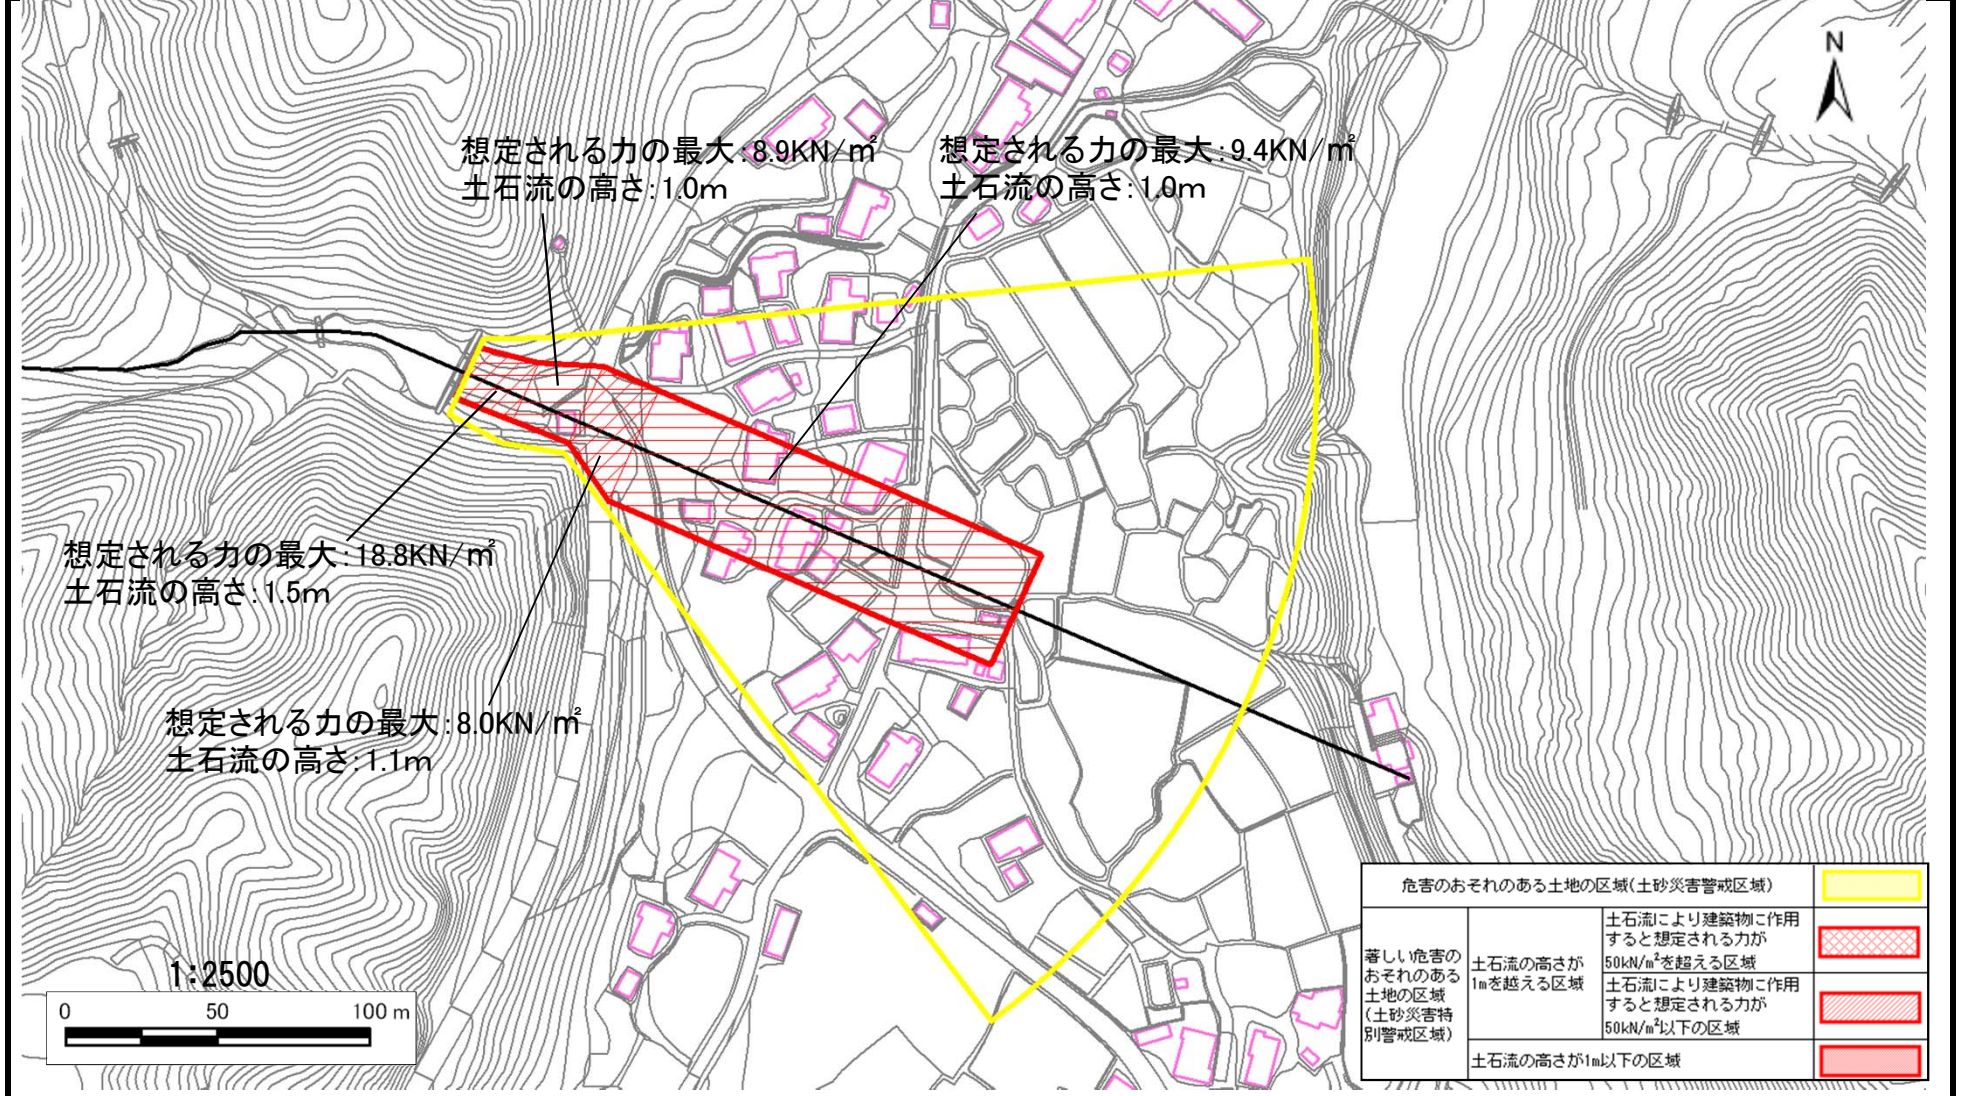 N
想定される力の最大:8.9KN/㎡
土石流の高さ:1.0m
想定される力の最大:9.4KN/㎡
土石流の高さ:1.0m
想定される力の最大:18.8KN/㎡
土石流の高さ:1.5m
想定される力の最大:8.0KN/㎡
土石流の高さ:1.1m
1:2500
0 50 100 m
危害のおそれのある土地の区域(土砂災害警戒区域)
著しい危害の
おそれのある
土地の区域
(土砂災害特
別警戒区域)
土石流の高さが
1mを越える区域
土石流により建築物に作用
すると想定される力が
50kN/m²を超える区域
土石流により建築物に作用
すると想定される力が
50kN/m²以下の区域
土石流の高さが1m以下の区域